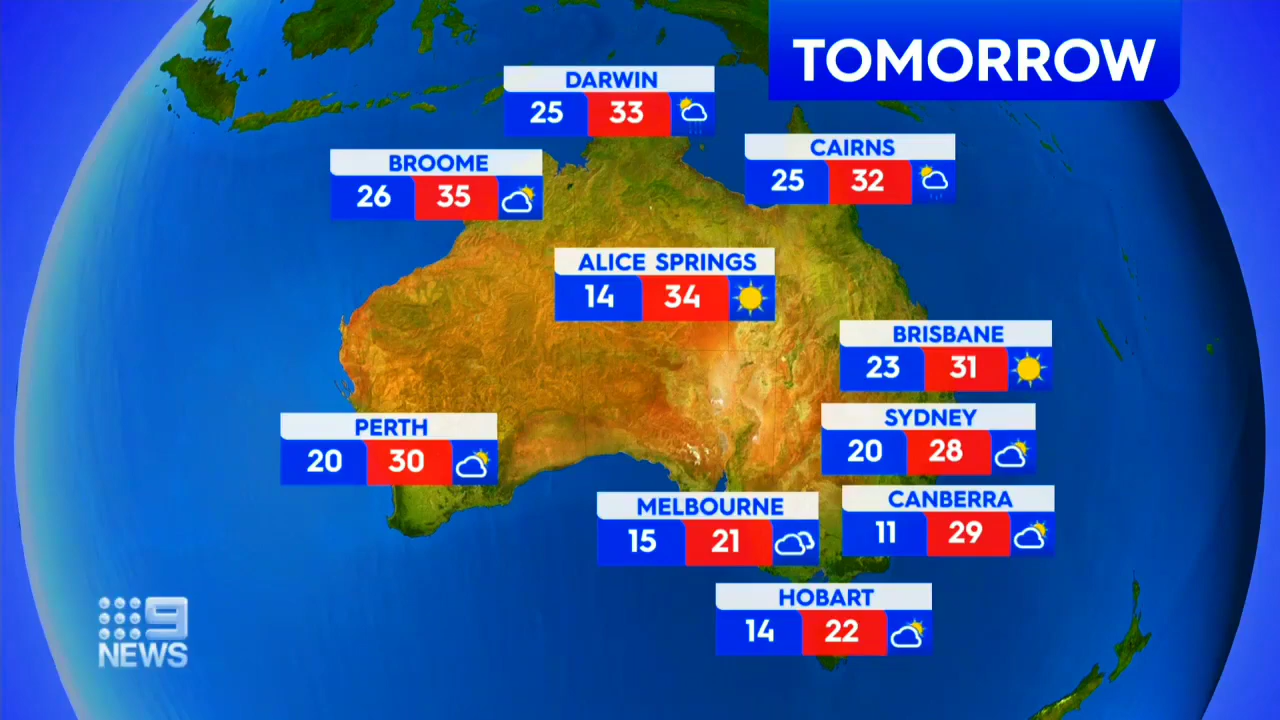 TOMORROW
DARWIN
25 33
CAIRNS
25 32
BROOME
26 35
ALICE SPRINGS
14 34
BRISBANE
23 31
SYDNEY
20 28
PERTH
20 30
CANBERRA
11 29
MELBOURNE
15 21
HOBART
14 22
9
NEWS